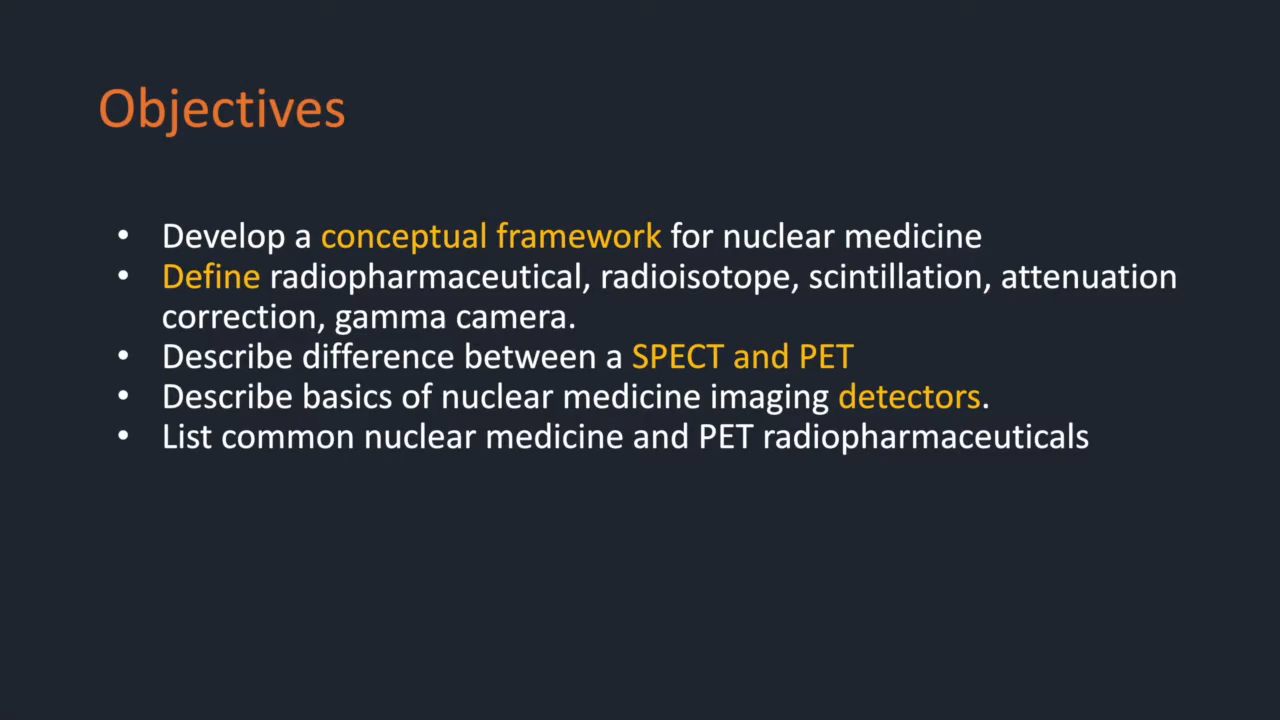 Objectives
• Develop a conceptual framework for nuclear medicine
• Define radiopharmaceutical, radioisotope, scintillation, attenuation
correction, gamma camera.
• Describe difference between a SPECT and PET
• Describe basics of nuclear medicine imaging detectors.
• List common nuclear medicine and PET radiopharmaceuticals